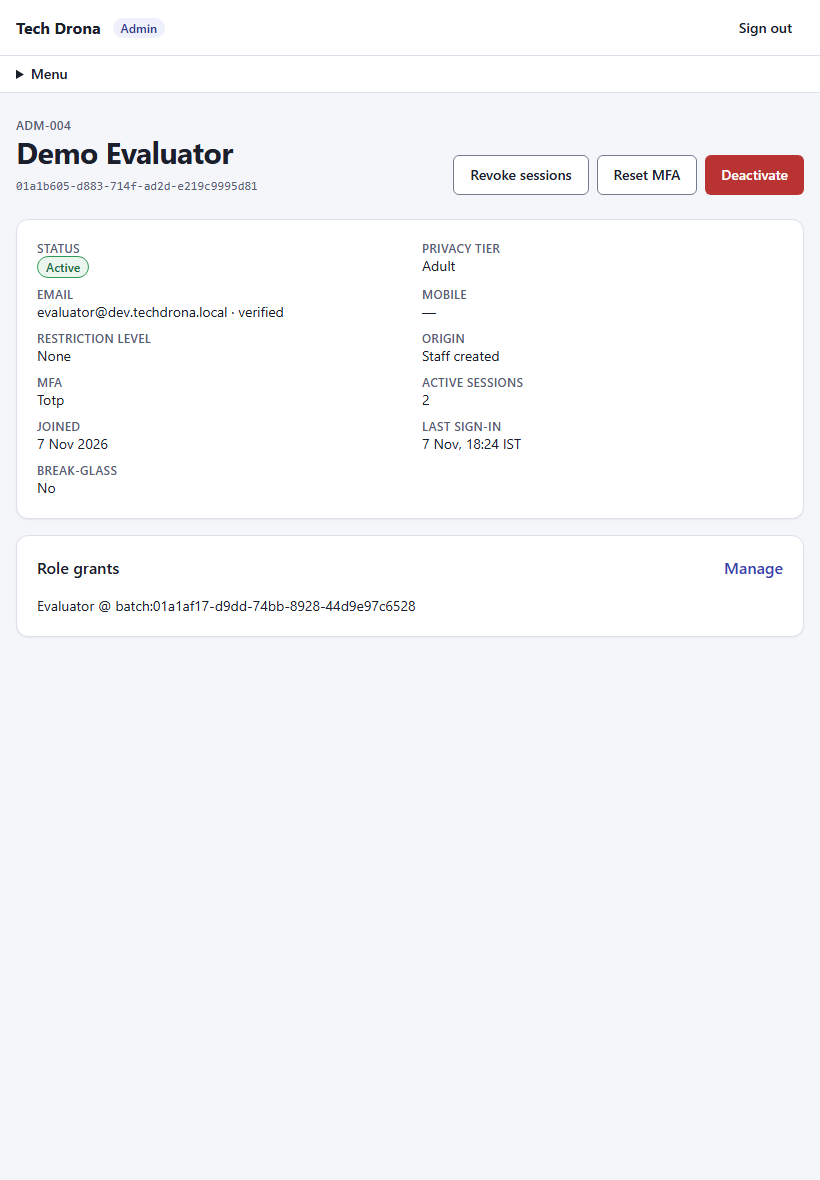 Tech Drona Admin Sign out
▶ Menu
ADM-004
Demo Evaluator
01a1b605-d883-714f-ad2d-e219c9995d81
Revoke sessions Reset MFA Deactivate
STATUS PRIVACY TIER
Active Adult
EMAIL MOBILE
evaluator@dev.techdrona.local · verified —
RESTRICTION LEVEL ORIGIN
None Staff created
MFA ACTIVE SESSIONS
Totp 2
JOINED LAST SIGN-IN
7 Nov 2026 7 Nov, 18:24 IST
BREAK-GLASS
No
Role grants Manage
Evaluator @ batch:01a1af17-d9dd-74bb-8928-44d9e97c6528